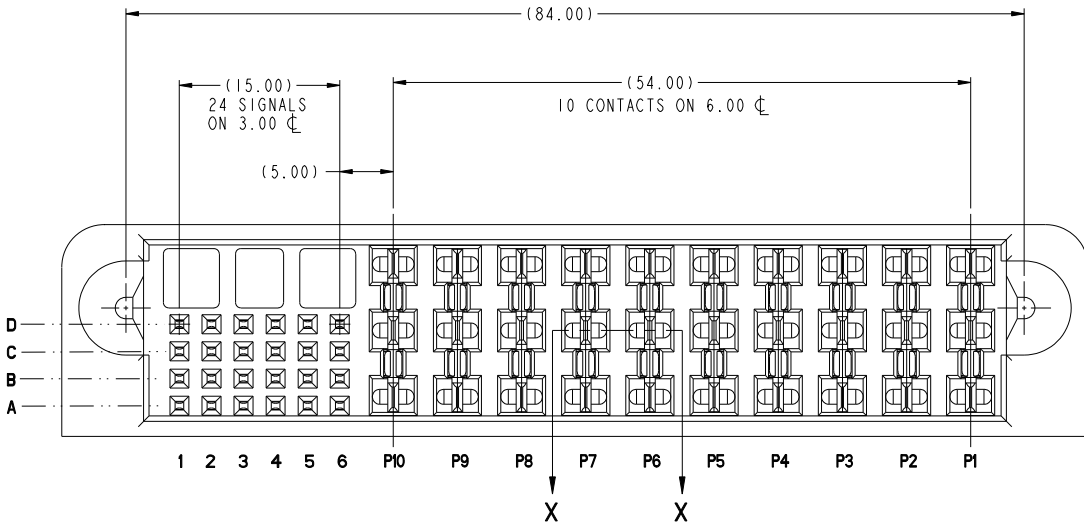 (84.00)
(15.00)
24 SIGNALS
ON 3.00 ℄
(54.00)
10 CONTACTS ON 6.00 ℄
(5.00)
D
C
B
A
1 2 3 4 5 6 P10 P9 P8 P7 P6 P5 P4 P3 P2 P1
X X